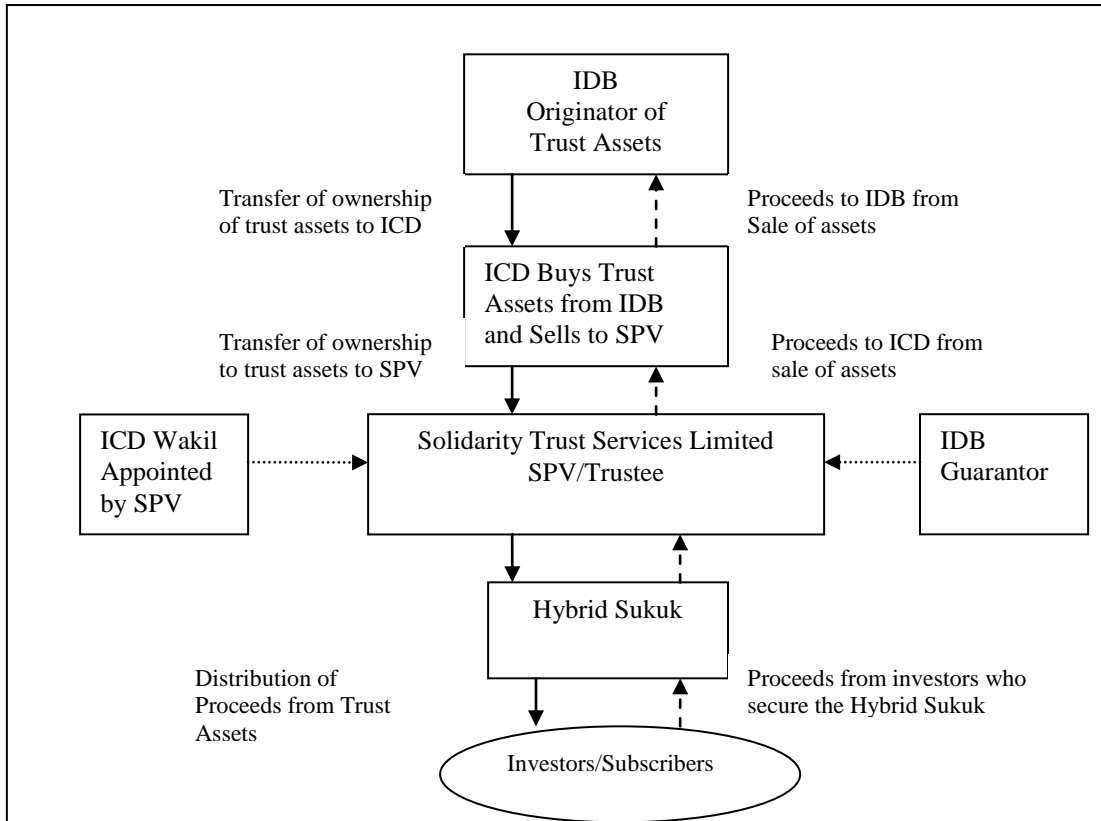 IDB
Originator of
Trust Assets
Transfer of ownership
of trust assets to ICD
Proceeds to IDB from
Sale of assets
ICD Buys Trust
Assets from IDB
and Sells to SPV
Transfer of ownership
to trust assets to SPV
Proceeds to ICD from
sale of assets
ICD Wakil
Appointed
by SPV
Solidarity Trust Services Limited
SPV/Trustee
IDB
Guarantor
Hybrid Sukuk
Distribution of
Proceeds from Trust
Assets
Proceeds from investors who
secure the Hybrid Sukuk
Investors/Subscribers